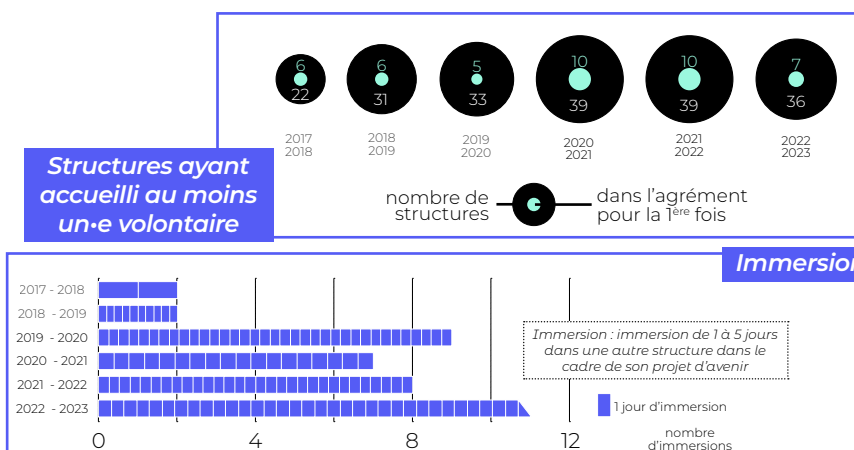 6 6 5 10 10 7
22 31 33 39 39 36
2017 2018 2019 2020 2021 2022
2018 2019 2020 2021 2022 2023
Structures ayant
accueilli au moins
un•e volontaire
nombre de
structures
dans l'agrément
pour la 1ère fois
Immersion
2017 - 2018
2018 - 2019
2019 - 2020
2020 - 2021
2021 - 2022
2022 - 2023
Immersion : immersion de 1 à 5 jours
dans une autre structure dans le
cadre de son projet d'avenir
1 jour d'immersion
0 4 8 12
nombre
d'immersions